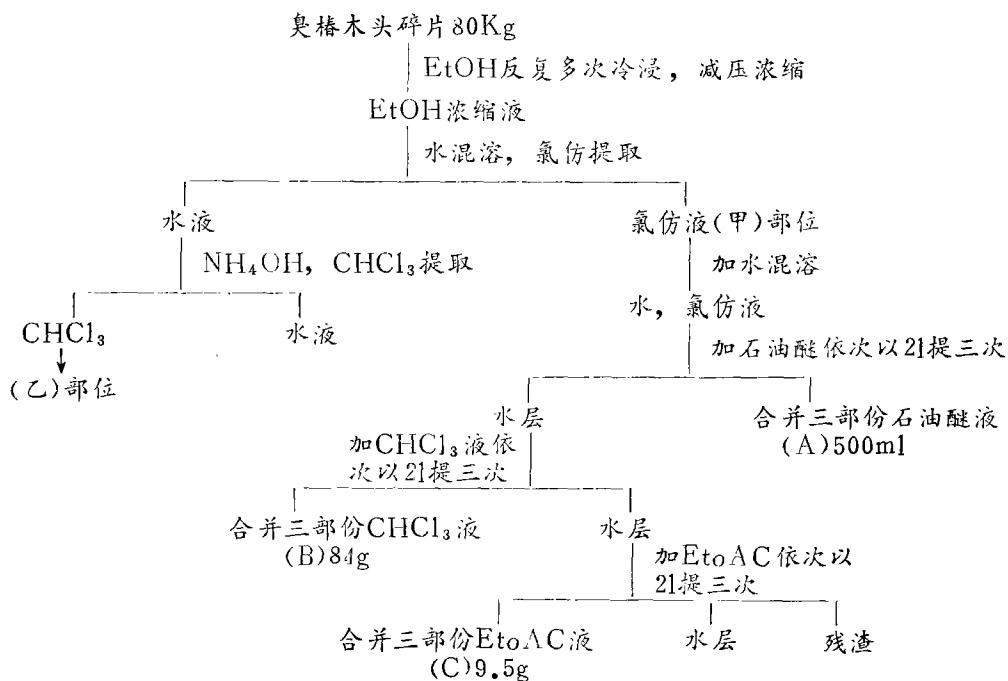 臭椿木头碎片80Kg
EtOH反复多次冷浸，减压浓缩
EtOH浓缩液
水混溶，氯仿提取
水液
氯仿液(甲)部位
NH₄OH，CHCl₃提取
加水混溶
CHCl₃
水液
水，氯仿液
(乙)部位
加石油醚依次以2l提三次
水层
合并三部份石油醚液
(A)500ml
加CHCl₃液依
次以2l提三次
合并三部份CHCl₃液
(B)84g
水层
加EtoAC依次以
2l提三次
合并三部份EtoAC液
(C)9.5g
水层
残渣